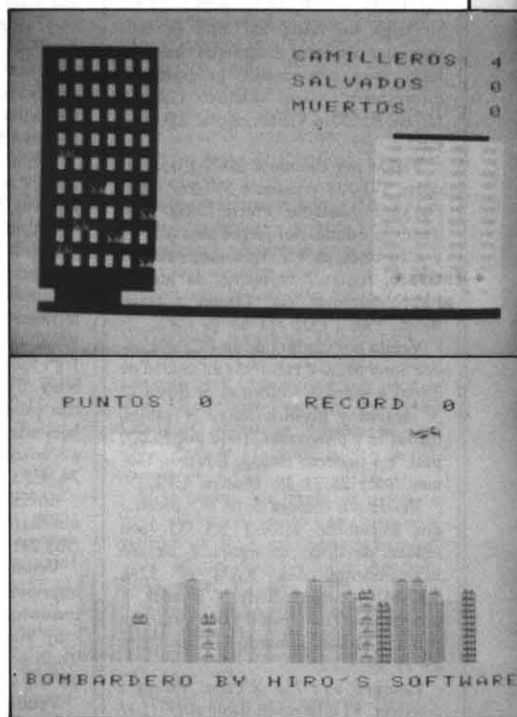 CAMILLEROS: 4
SALVADOS 0
MUERTOS 0
PUNTOS: 0 RECORD: 0
BOMBARDERO BY HIRO'S SOFTWARE